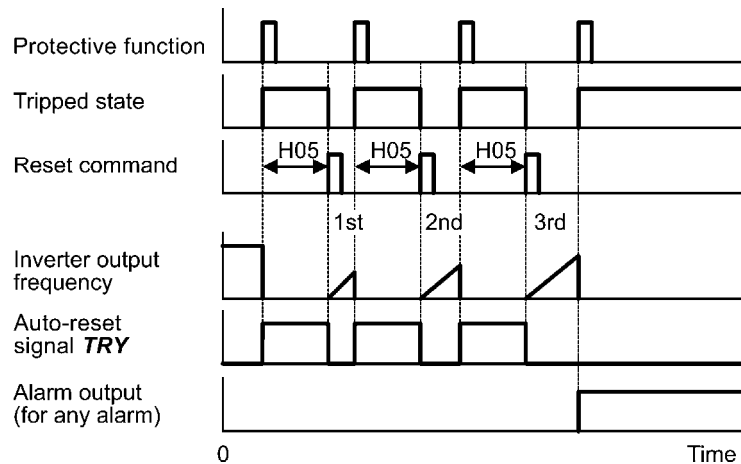 Protective function
Tripped state
Reset command
H05 H05 H05
1st 2nd 3rd
Inverter output
frequency
Auto-reset
signal TRY
Alarm output
(for any alarm)
0 Time